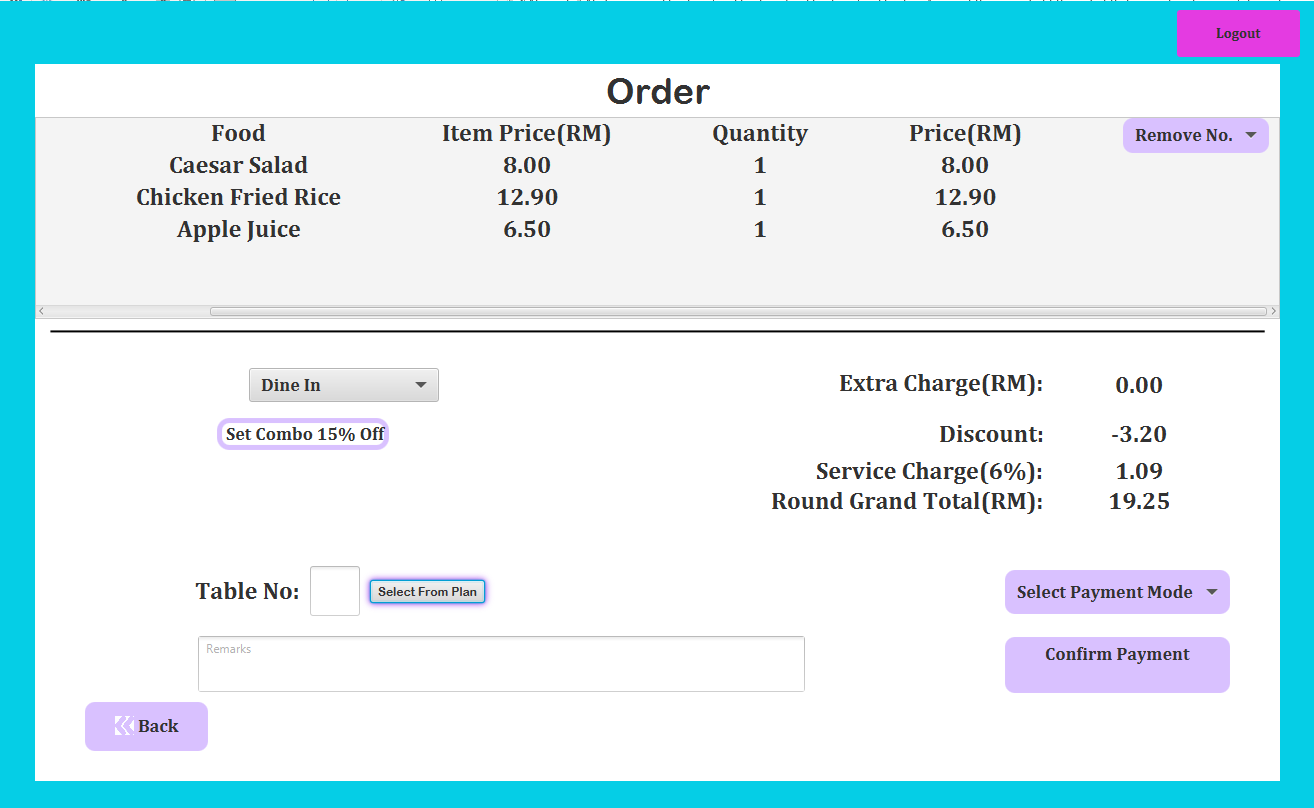 Logout
Order
Food Item Price(RM) Quantity Price(RM) Remove No.
Caesar Salad 8.00 1 8.00
Chicken Fried Rice 12.90 1 12.90
Apple Juice 6.50 1 6.50
Dine In
Extra Charge(RM): 0.00
Set Combo 15% Off
Discount: -3.20
Service Charge(6%): 1.09
Round Grand Total(RM): 19.25
Table No: Select From Plan
Select Payment Mode
Remarks
Confirm Payment
Back